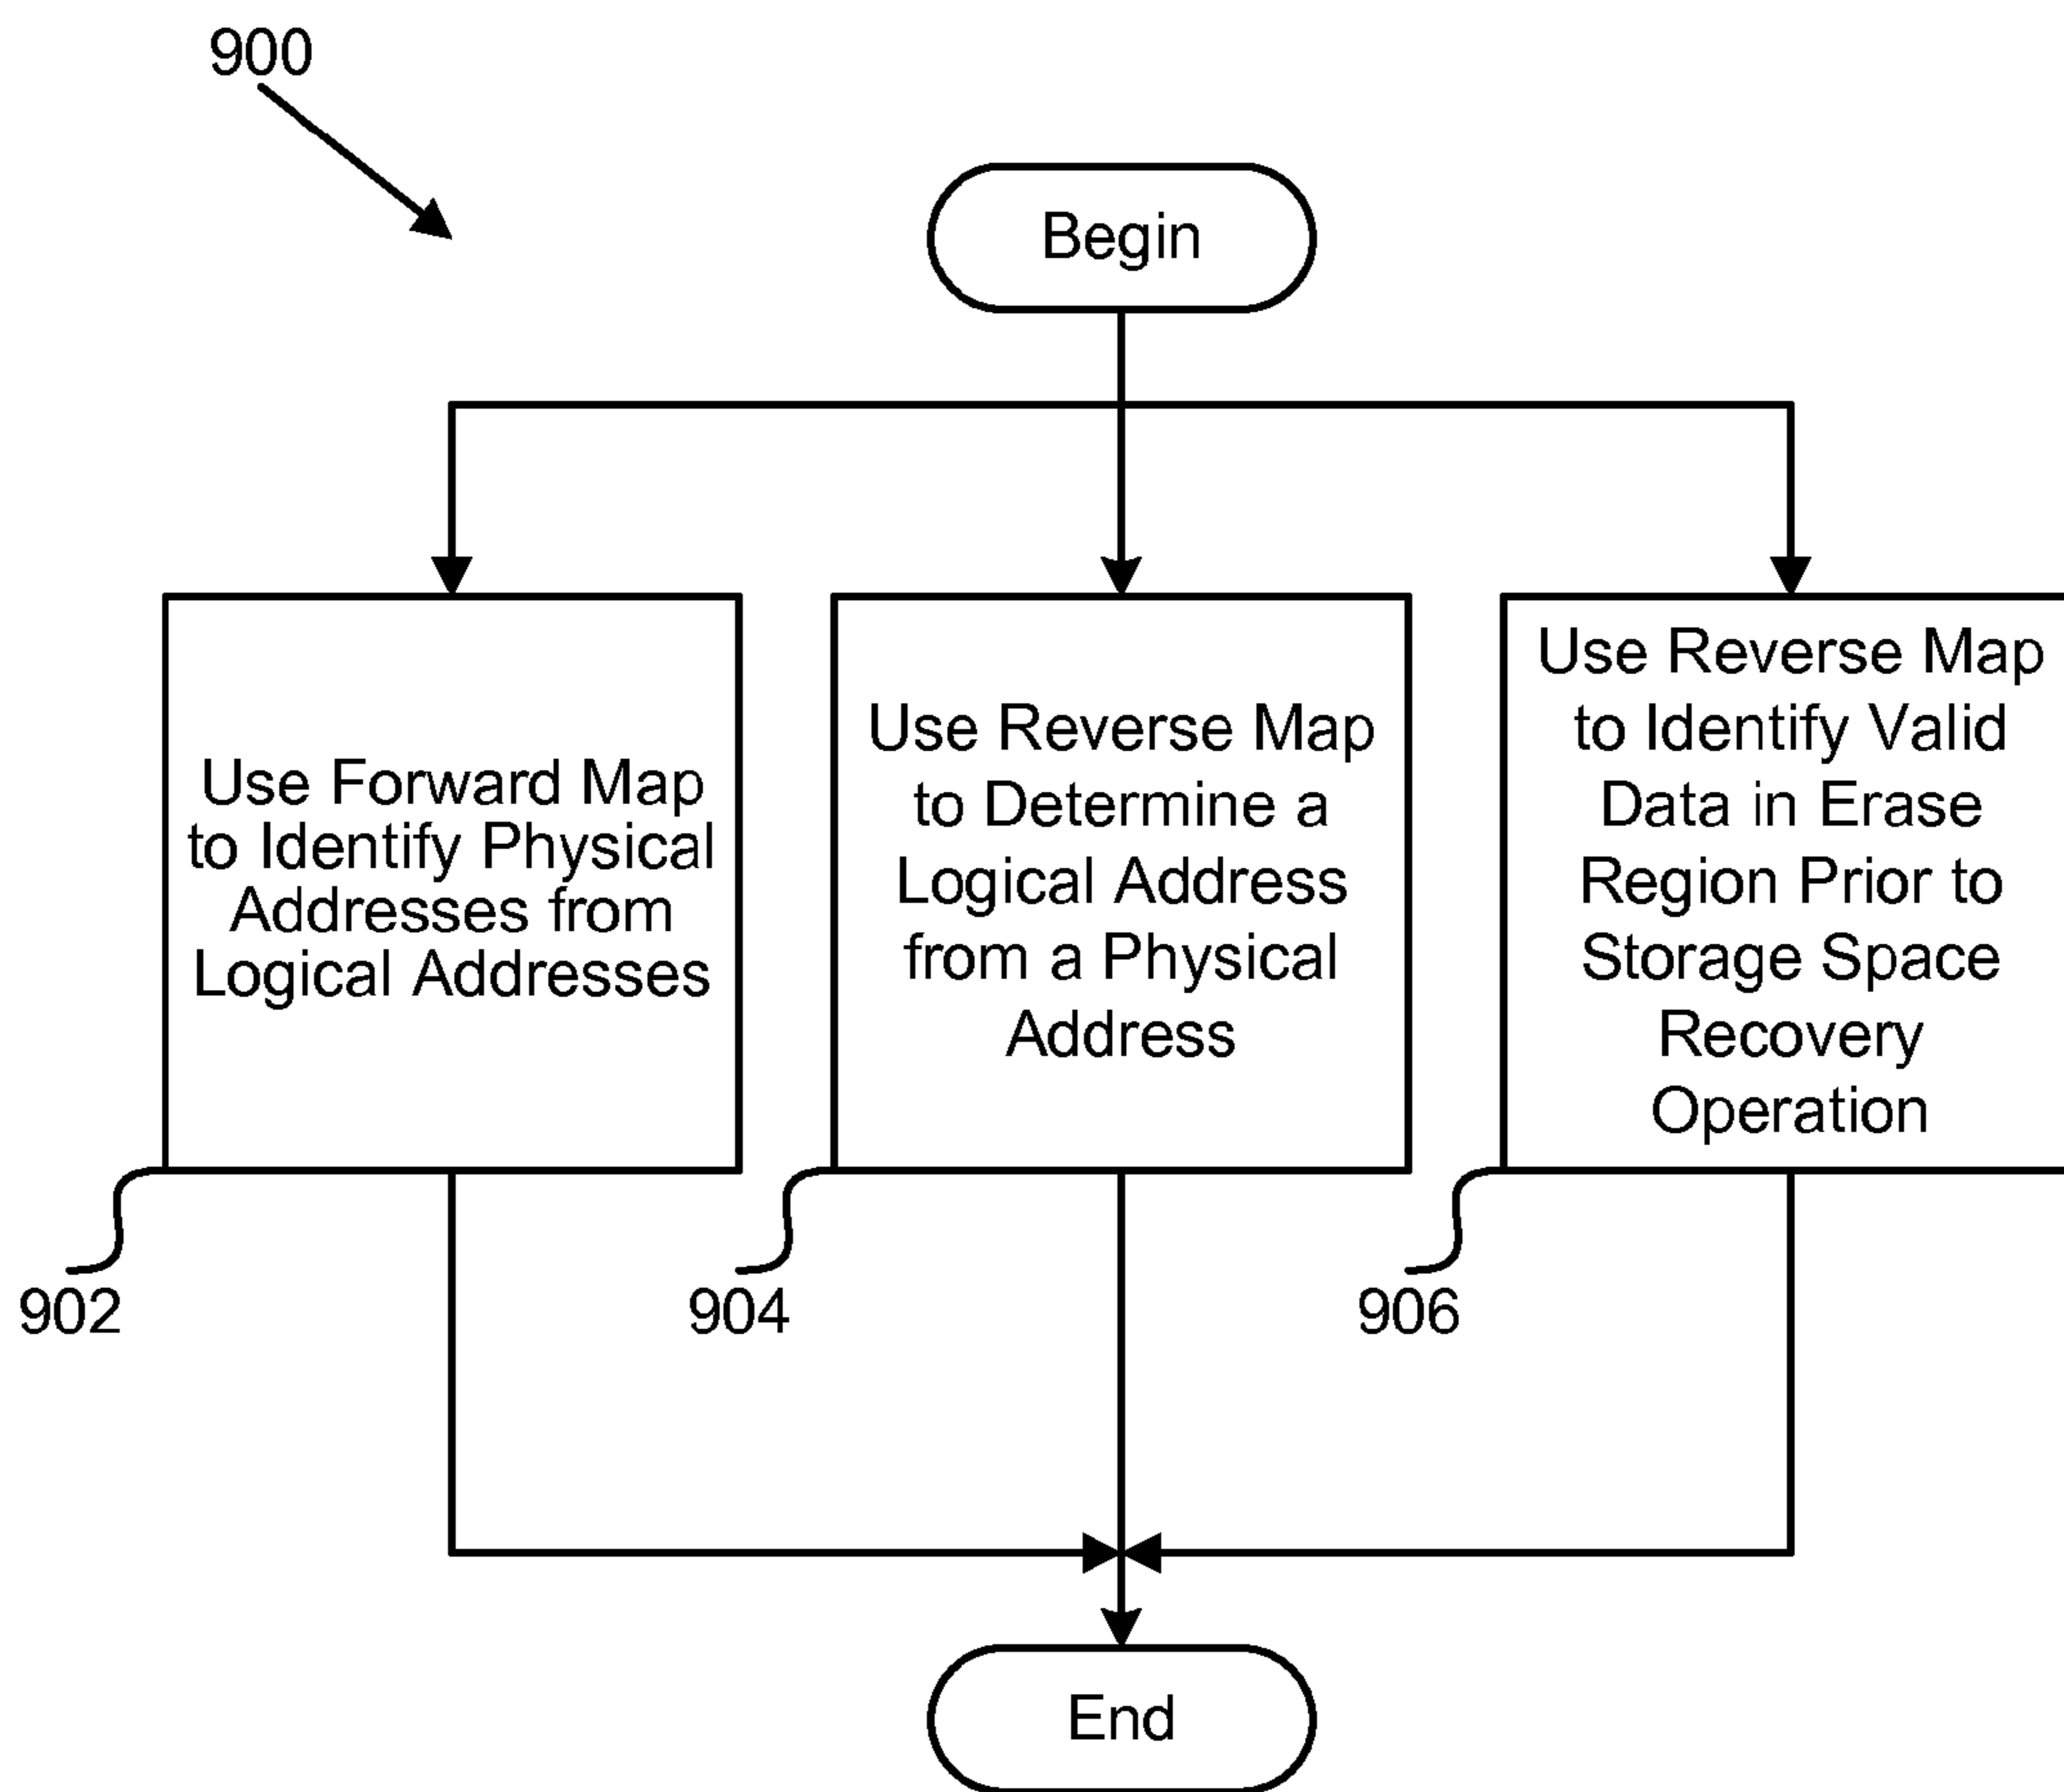 900
Begin
Use Forward Map
to Identify Physical
Addresses from
Logical Addresses
Use Reverse Map
to Determine a
Logical Address
from a Physical
Address
Use Reverse Map
to Identify Valid
Data in Erase
Region Prior to
Storage Space
Recovery
Operation
902
904
906
End